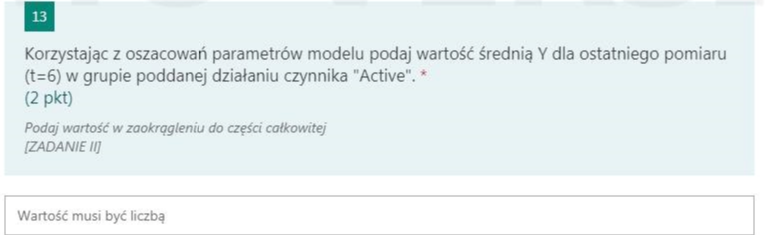 13
Korzystając z oszacowań parametrów modelu podaj wartość średnią Y dla ostatniego pomiaru
(t=6) w grupie poddanej działaniu czynnika "Active". *
(2 pkt)
Podaj wartość w zaokrągleniu do części całkowitej
[ZADANIE II]
Wartość musi być liczbą